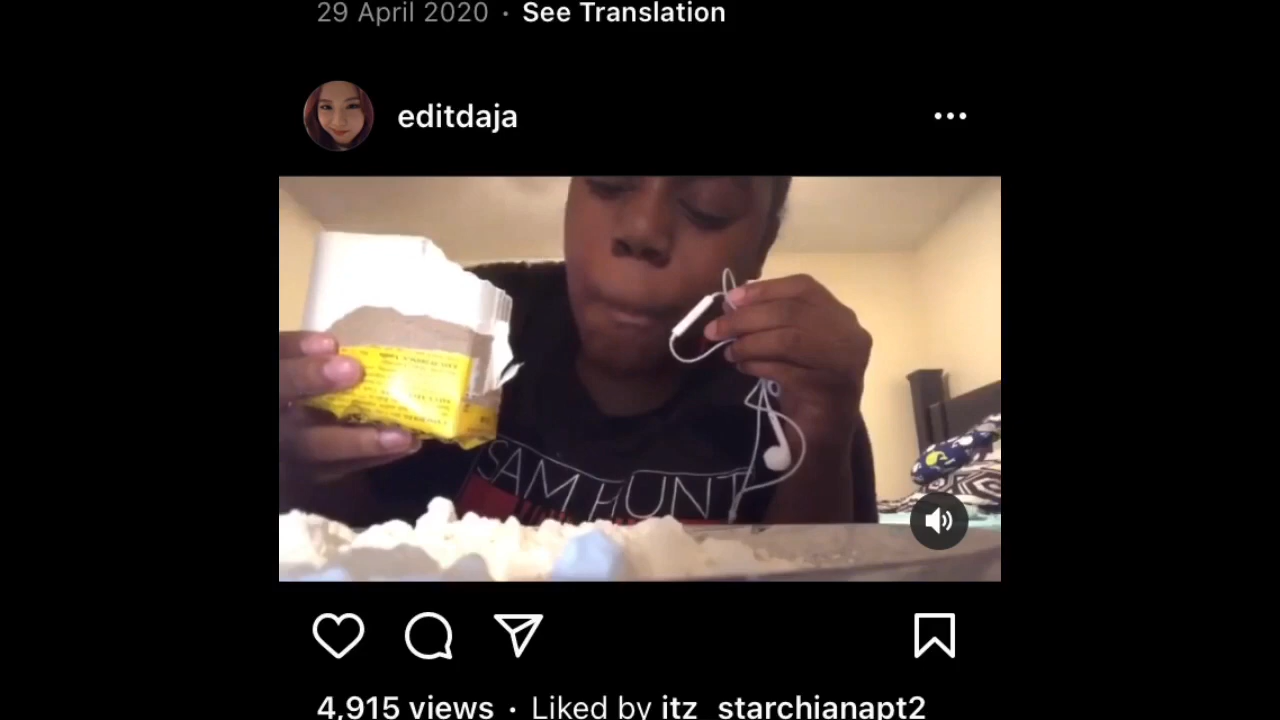 29 April 2020 · See Translation
editdaja
SAM HUNT
4,915 views · Liked by itz_starchianapt2